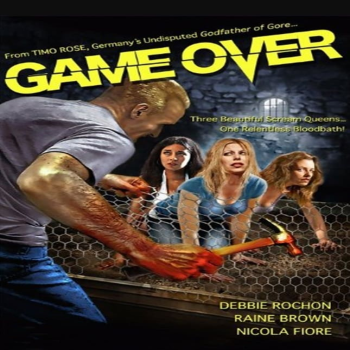 From TIMO ROSE, Germany's Undisputed Godfather of Gore...
GAME OVER
Three Beautiful Scream Queens...
One Relentless Bloodbath!
DEBBIE ROCHON
RAINE BROWN
NICOLA FIORE